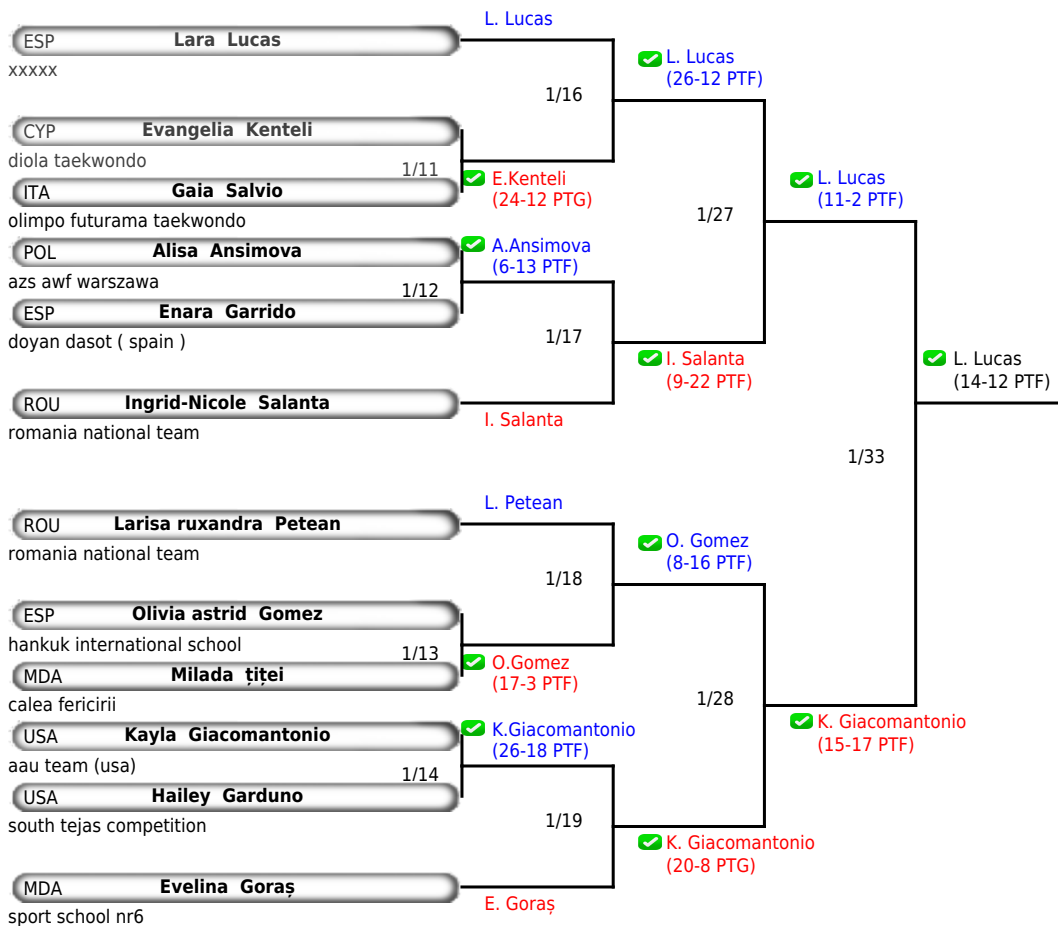 L. Lucas
ESP Lara Lucas
xxxxx
L. Lucas
(26-12 PTF)
1/16
CYP Evangelia Kenteli
diola taekwondo
1/11
E.Kenteli
(24-12 PTG)
ITA Gaia Salvio
olimpo futurama taekwondo
L. Lucas
(11-2 PTF)
1/27
POL Alisa Ansimova
A.Ansimova
(6-13 PTF)
azs awf warszawa
1/12
ESP Enara Garrido
doyan dasot ( spain )
1/17
I. Salanta
(9-22 PTF)
L. Lucas
(14-12 PTF)
ROU Ingrid-Nicole Salanta
I. Salanta
romania national team
1/33
L. Petean
ROU Larisa ruxandra Petean
romania national team
O. Gomez
(8-16 PTF)
1/18
ESP Olivia astrid Gomez
hankuk international school
1/13
O.Gomez
(17-3 PTF)
MDA Milada țiței
calea fericirii
1/28
K. Giacomantonio
(15-17 PTF)
USA Kayla Giacomantonio
K.Giacomantonio
(26-18 PTF)
aau team (usa)
1/14
USA Hailey Garduno
south tejas competition
1/19
K. Giacomantonio
(20-8 PTG)
MDA Evelina Goraș
E. Goraș
sport school nr6